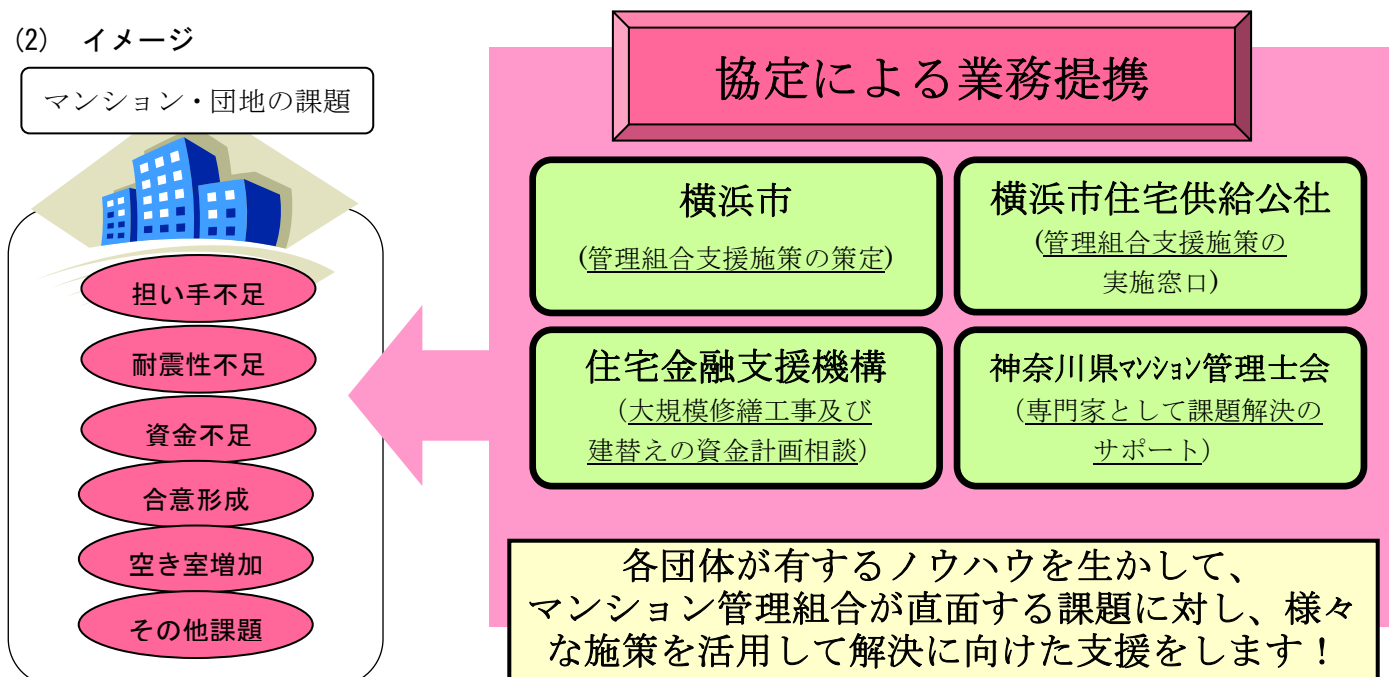 (2) イメージ
マンション・団地の課題
担い手不足
耐震性不足
資金不足
合意形成
空き室増加
その他課題
協定による業務提携
横浜市
(管理組合支援施策の策定)
横浜市住宅供給公社
(管理組合支援施策の
実施窓口)
住宅金融支援機構
(大規模修繕工事及び
建替えの資金計画相談)
神奈川県ﾏﾝｼｮﾝ管理士会
(専門家として課題解決の
サポート)
各団体が有するノウハウを生かして、
マンション管理組合が直面する課題に対し、様々
な施策を活用して解決に向けた支援をします！